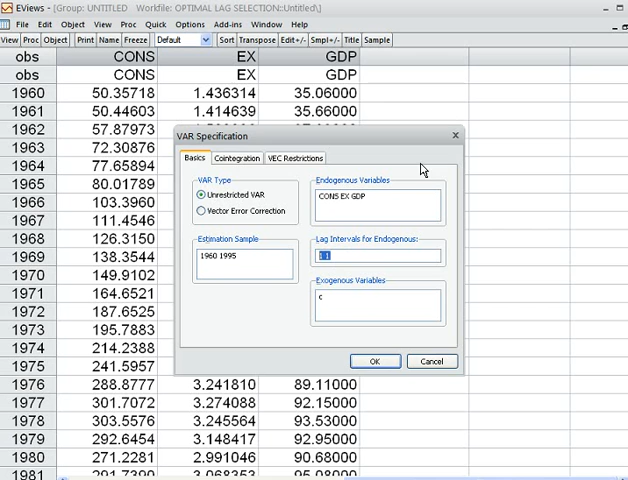 EViews - [Group: UNTITLED Workfile: OPTIMAL LAG SELECTION::Untitled\]
File Edit Object View Proc Quick Options Add-ins Window Help
View Proc Object Print Name Freeze Default Sort Transpose Edit+/- Smpl+/- Title Sample
obs CONS EX GDP
obs CONS EX GDP
1960 50.35718 1.436314 35.06000
1961 50.44603 1.414639 35.66000
1962 57.87973
1963 72.30876
1964 77.65894
1965 80.01789
1966 103.3960
1967 111.4546
1968 126.3150
1969 138.3544
1970 149.9102
1971 164.6521
1972 187.6525
1973 195.7883
1974 214.2388
1975 241.5957
1976 288.8777 3.241810 89.11000
1977 301.7072 3.274088 92.15000
1978 303.5576 3.245564 93.53000
1979 292.6454 3.148417 92.95000
1980 271.2281 2.991046 90.68000
1981 291.7390 3.068353 95.08000
VAR Specification
Basics Cointegration VEC Restrictions
VAR Type
Unrestricted VAR
Vector Error Correction
Estimation Sample
1960 1995
Endogenous Variables
CONS EX GDP
Lag Intervals for Endogenous:
1 1
Exogenous Variables
c
OK Cancel